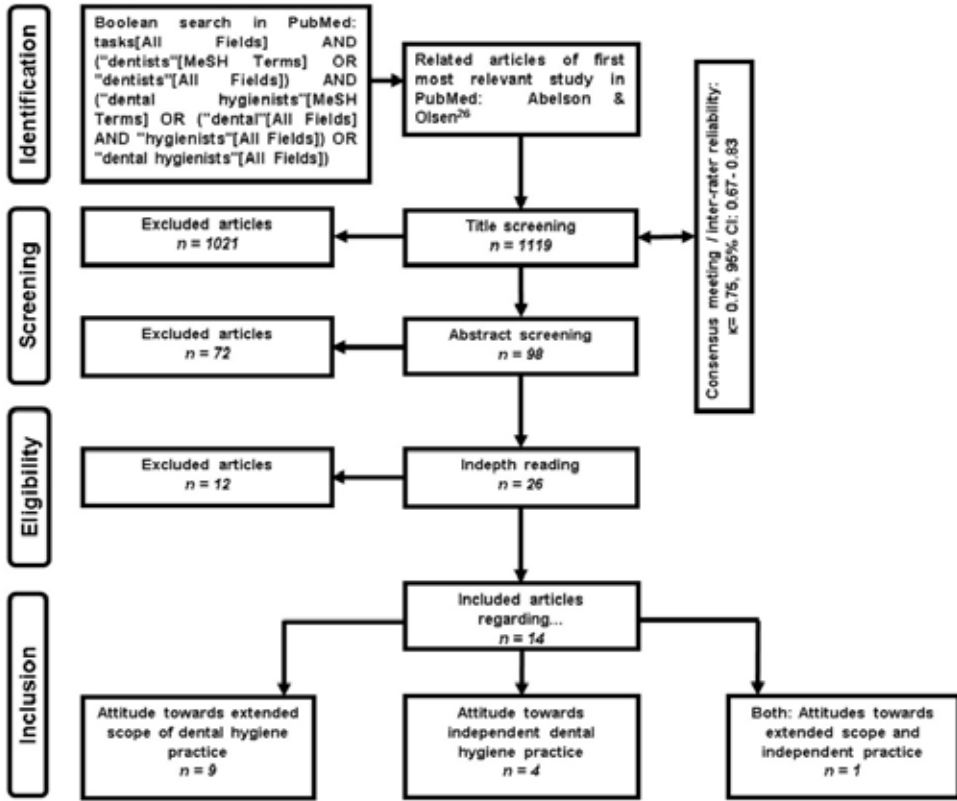 Identification
Boolean search in PubMed:
tasks[All Fields] AND
("dentists"[MeSH Terms] OR
"dentists"[All Fields]) AND
("dental hygienists"[MeSH
Terms] OR ("dental"[All Fields]
AND "hygienists"[All Fields]) OR
"dental hygienists"[All Fields])
Related articles of first
most relevant study in
PubMed: Abelson &
Olsen26
Consensus meeting / inter-rater reliability:
κ= 0.75, 95% CI: 0.67- 0.83
Screening
Excluded articles
n = 1021
Title screening
n = 1119
Excluded articles
n = 72
Abstract screening
n = 98
Eligibility
Excluded articles
n = 12
Indepth reading
n = 26
Inclusion
Included articles
regarding...
n = 14
Attitude towards extended
scope of dental hygiene
practice
n = 9
Attitude towards
independent dental
hygiene practice
n = 4
Both: Attitudes towards
extended scope and
independent practice
n = 1